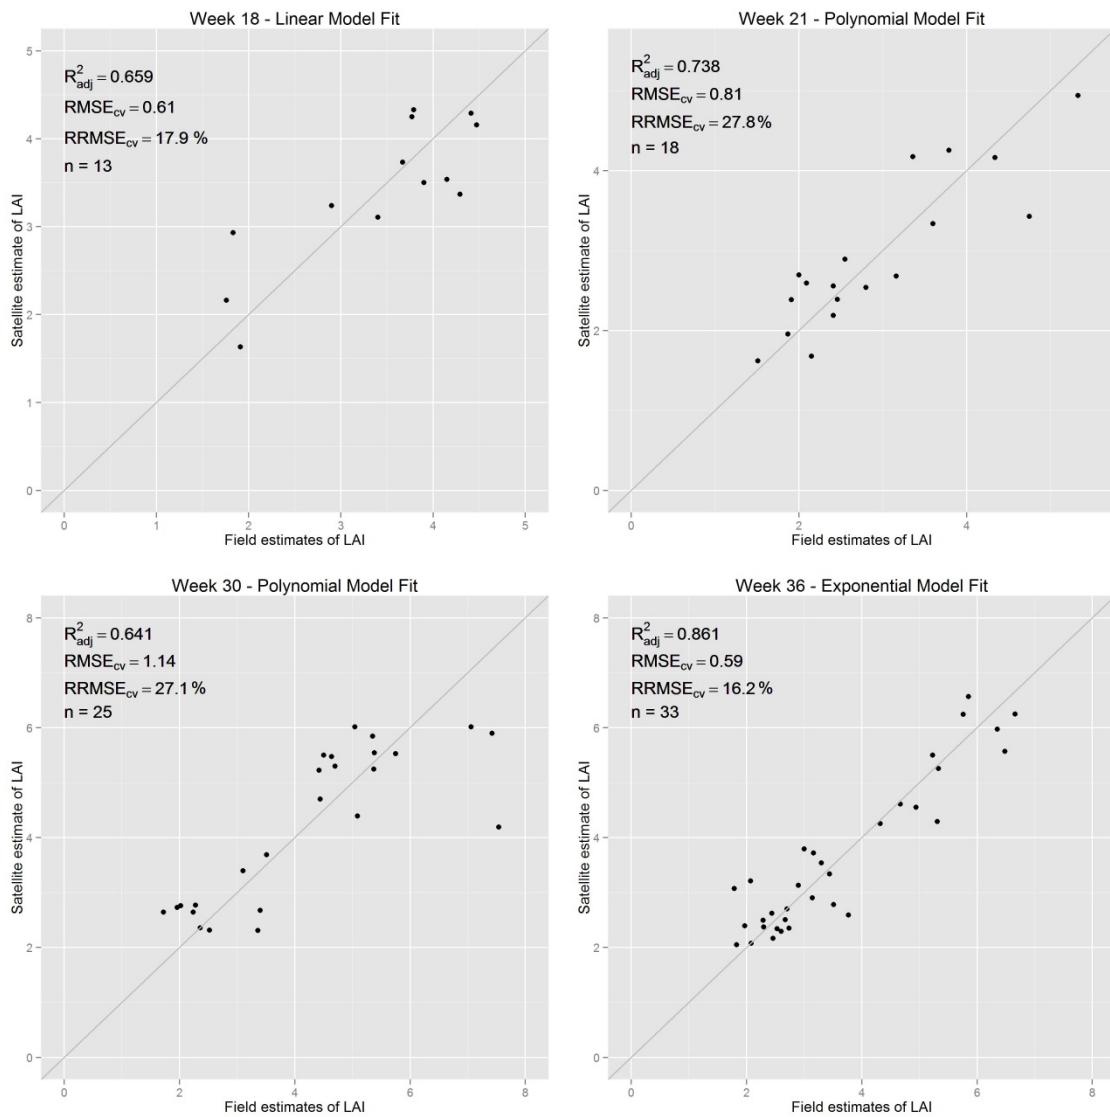 Week 18 - Linear Model Fit
R²adj = 0.659
RMSEcv = 0.61
RRMSEcv = 17.9 %
n = 13
5
4
3
2
1
0
Satellite estimate of LAI
0 1 2 3 4 5
Field estimates of LAI
Week 21 - Polynomial Model Fit
R²adj = 0.738
RMSEcv = 0.81
RRMSEcv = 27.8%
n = 18
4
2
0
Satellite estimate of LAI
0 2 4
Field estimates of LAI
Week 30 - Polynomial Model Fit
R²adj = 0.641
RMSEcv = 1.14
RRMSEcv = 27.1 %
n = 25
8
6
4
2
0
Satellite estimate of LAI
0 2 4 6 8
Field estimates of LAI
Week 36 - Exponential Model Fit
R²adj = 0.861
RMSEcv = 0.59
RRMSEcv = 16.2%
n = 33
8
6
4
2
0
Satellite estimate of LAI
0 2 4 6 8
Field estimates of LAI